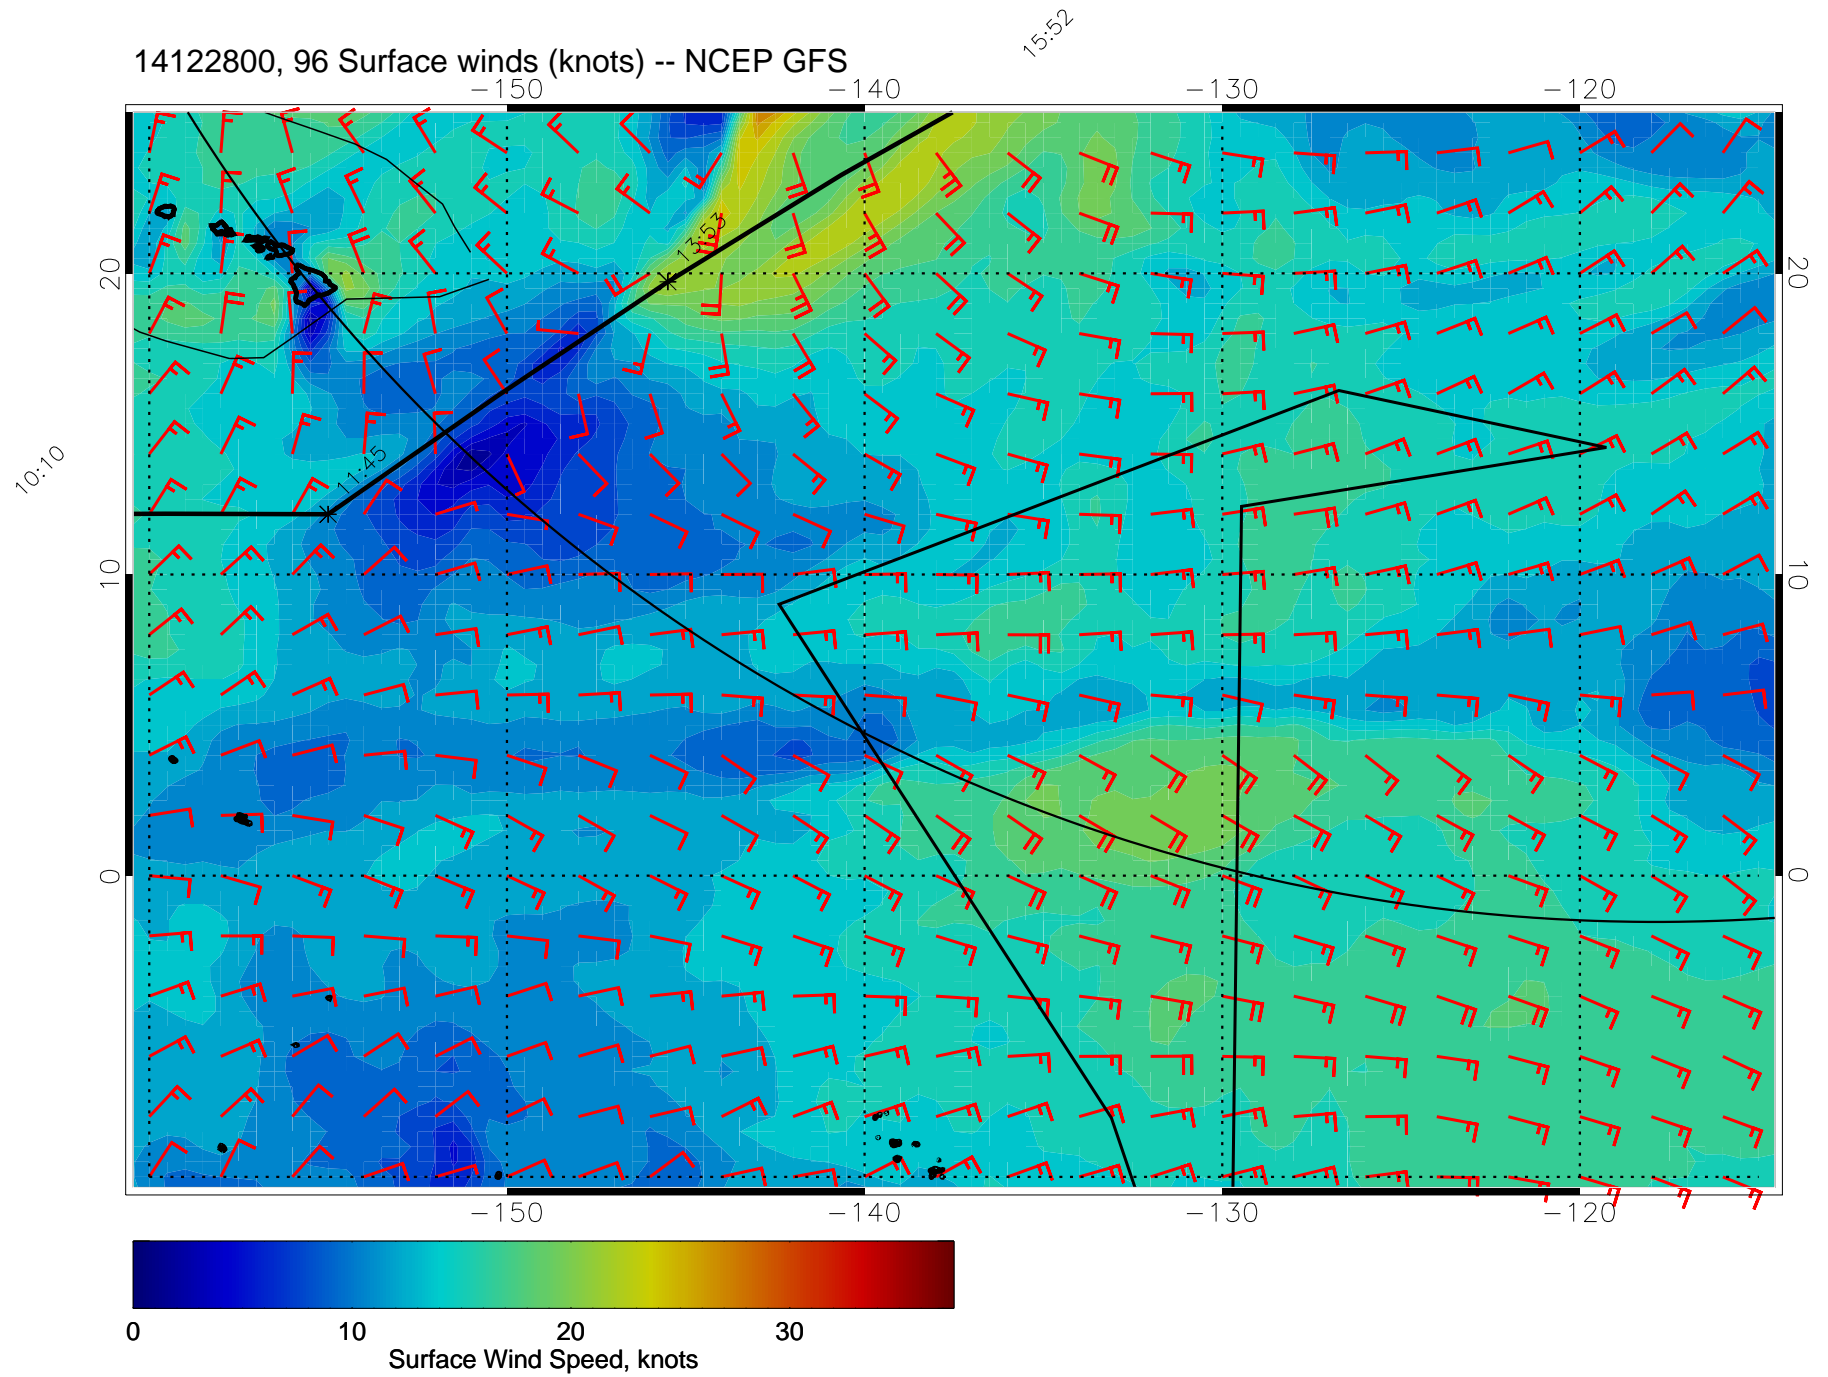 15:52
14122800, 96 Surface winds (knots) -- NCEP GFS
-150 -140 -130 -120
13:53
20 20
11:45
10:10
10 10
0 0
-150 -140 -130 -120
0 10 20 30
Surface Wind Speed, knots